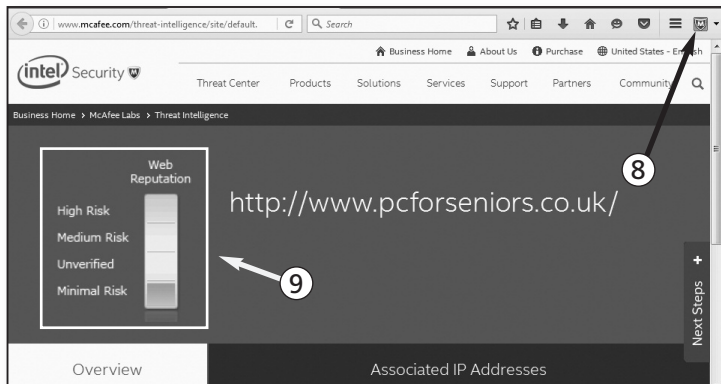 www.mcafee.com/threat-intelligence/site/default.
Search
Business Home About Us Purchase United States - English
intel Security
Threat Center Products Solutions Services Support Partners Community
Business Home > McAfee Labs > Threat Intelligence
8
Web
Reputation
High Risk
Medium Risk
Unverified
Minimal Risk
http://www.pcforseniors.co.uk/
9
Next Steps +
Overview
Associated IP Addresses